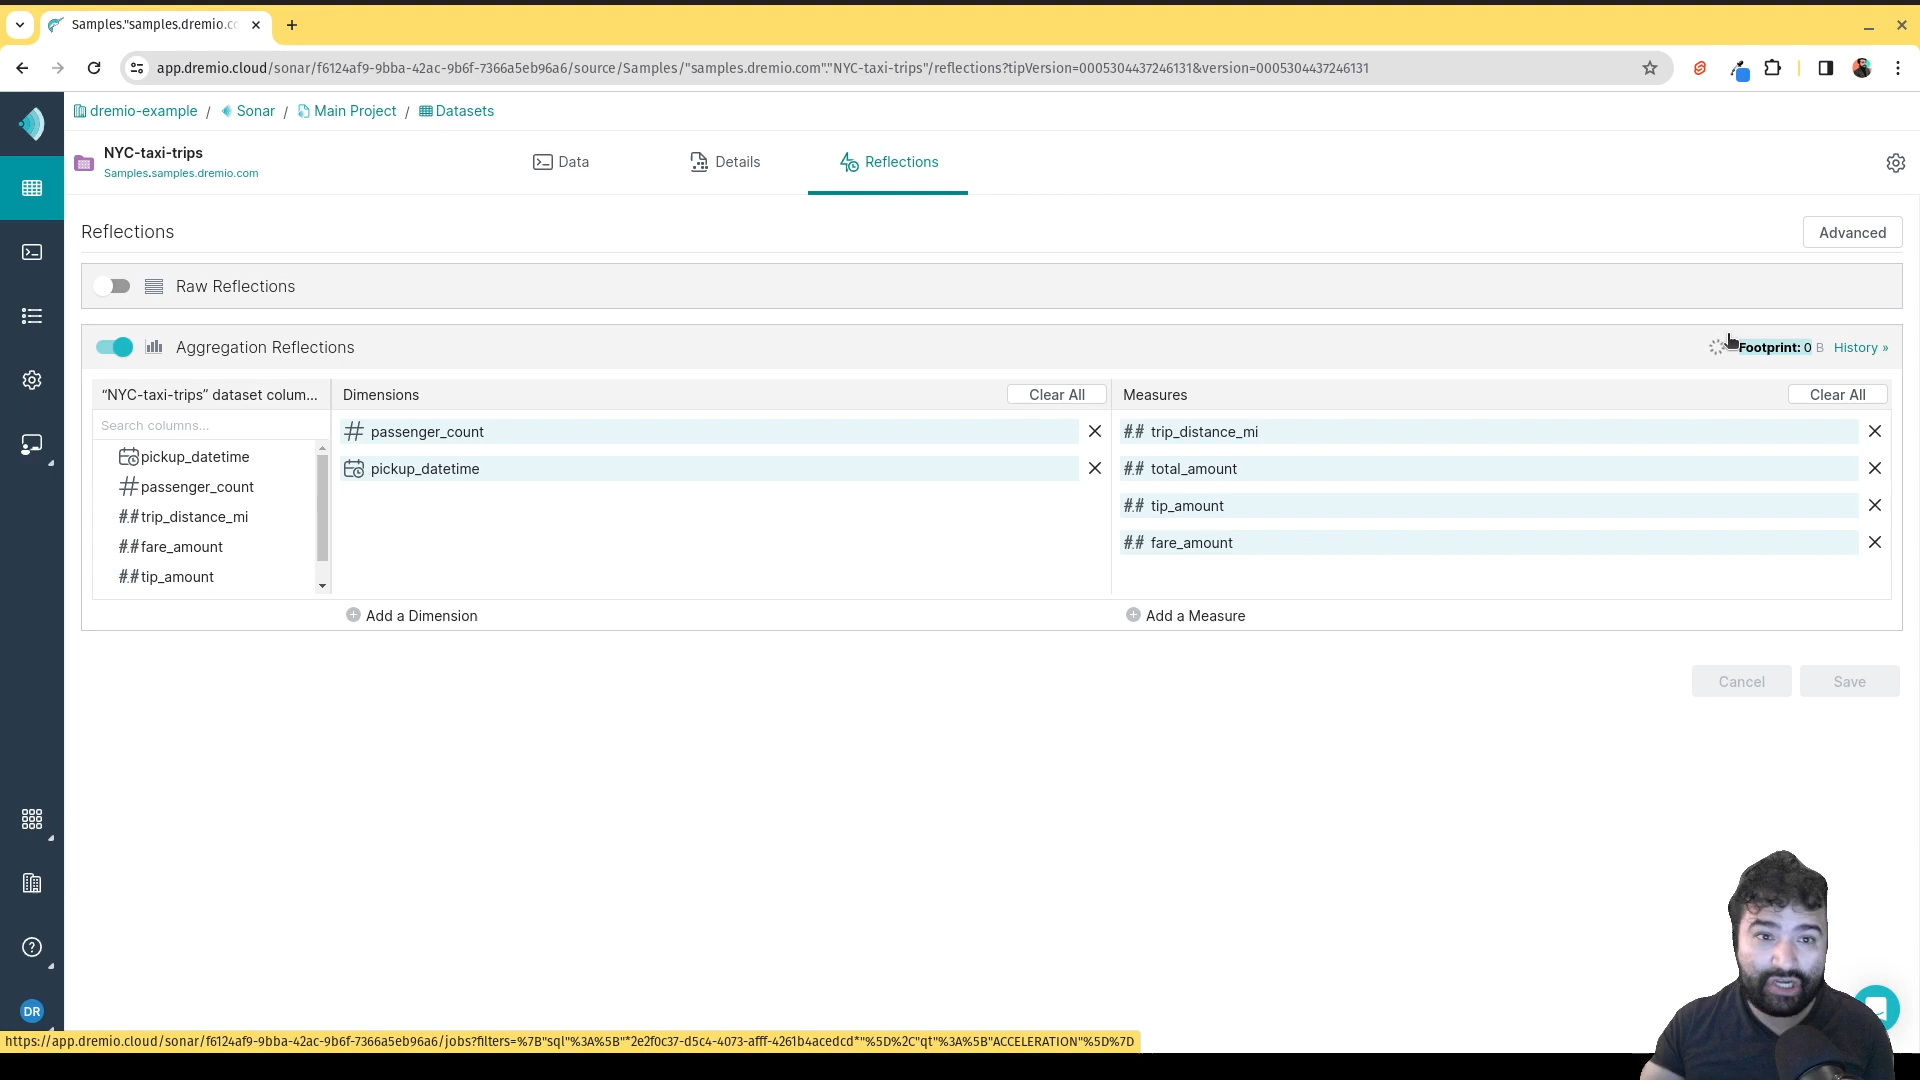 Samples."samples.dremio.co
app.dremio.cloud/sonar/f6124af9-9bba-42ac-9b6f-7366a5eb96a6/source/Samples/"samples.dremio.com"."NYC-taxi-trips"/reflections?tipVersion=0005304437246131&version=0005304437246131
dremio-example / Sonar / Main Project / Datasets
NYC-taxi-trips
Samples.samples.dremio.com
Data
Details
Reflections
Reflections
Advanced
Raw Reflections
Aggregation Reflections
Footprint: 0 B
History »
“NYC-taxi-trips” dataset colum...
Search columns...
pickup_datetime
# passenger_count
#.# trip_distance_mi
#.# fare_amount
#.# tip_amount
Dimensions
Clear All
# passenger_count
pickup_datetime
Add a Dimension
Measures
Clear All
#.# trip_distance_mi
#.# total_amount
#.# tip_amount
#.# fare_amount
Add a Measure
Cancel
Save
DR
https://app.dremio.cloud/sonar/f6124af9-9bba-42ac-9b6f-7366a5eb96a6/jobs?filters=%7B"sql"%3A%5B"*2e2f0c37-d5c4-4073-afff-4261b4acedcd*"%5D%2C"qt"%3A%5B"ACCELERATION"%5D%7D